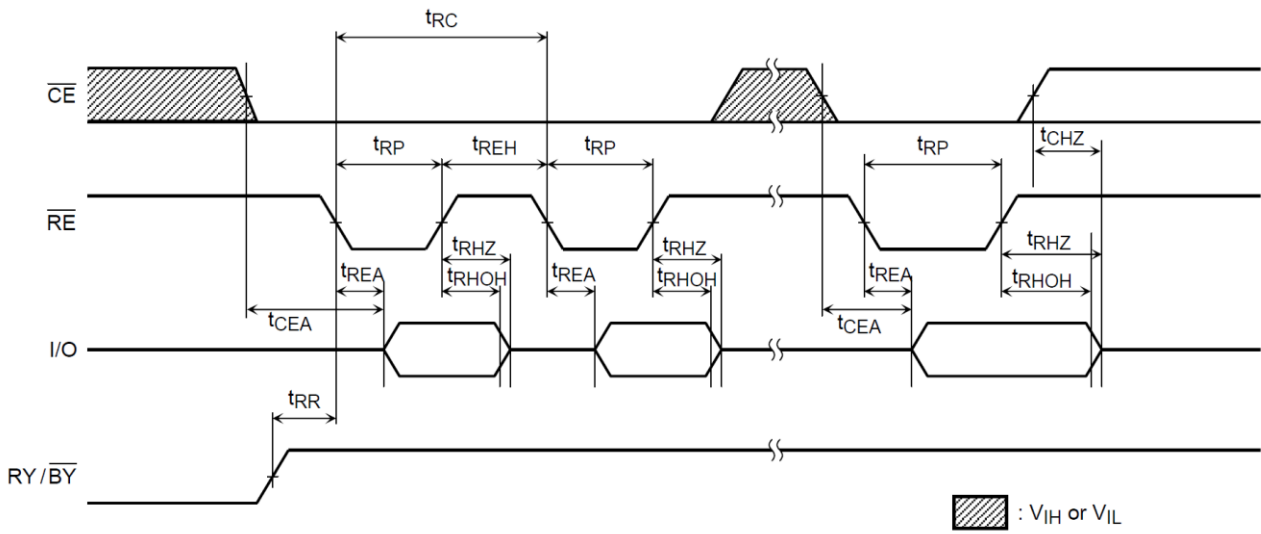 tRC
CE
tCHZ
tRP tREH tRP tRP
RE
tRHZ tRHZ tRHZ
tREA tRHOH tREA tRHOH tREA tRHOH
tCEA tCEA
I/O
tRR
RY/BY
: VIH or VIL